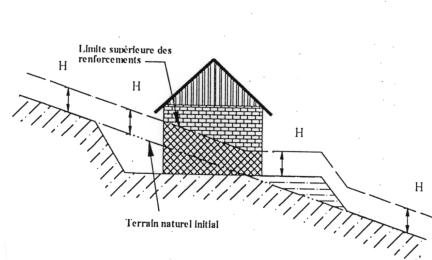 Limite supérieure des
renforcements
H
H
H
H
Terrain naturel initial